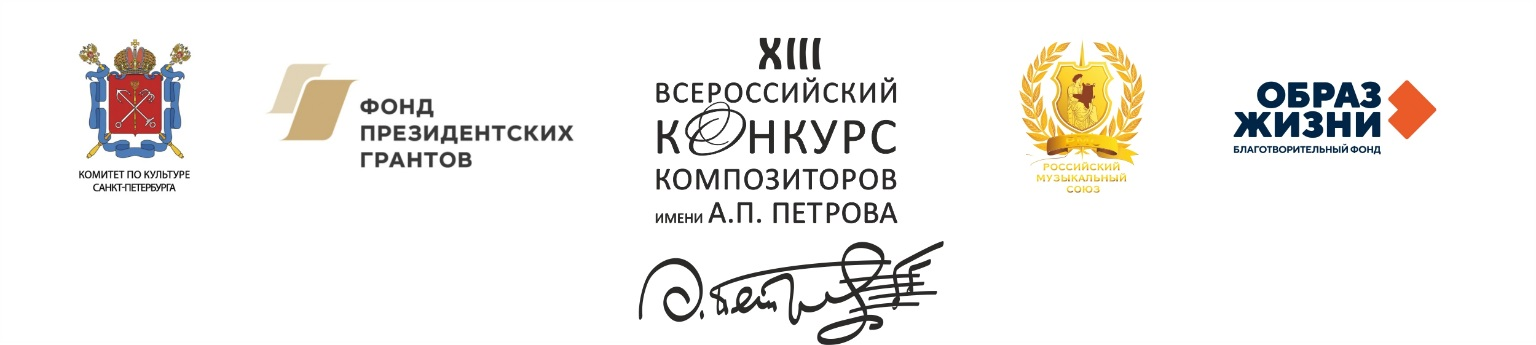 КОМИТЕТ ПО КУЛЬТУРЕ
САНКТ-ПЕТЕРБУРГА
ФОНД
ПРЕЗИДЕНТСКИХ
ГРАНТОВ
XIII
ВСЕРОССИЙСКИЙ
КОНКУРС
КОМПОЗИТОРОВ
ИМЕНИ А.П. ПЕТРОВА
А. Петров
РОССИЙСКИЙ
МУЗЫКАЛЬНЫЙ
СОЮЗ
ОБРАЗ
ЖИЗНИ
БЛАГОТВОРИТЕЛЬНЫЙ ФОНД